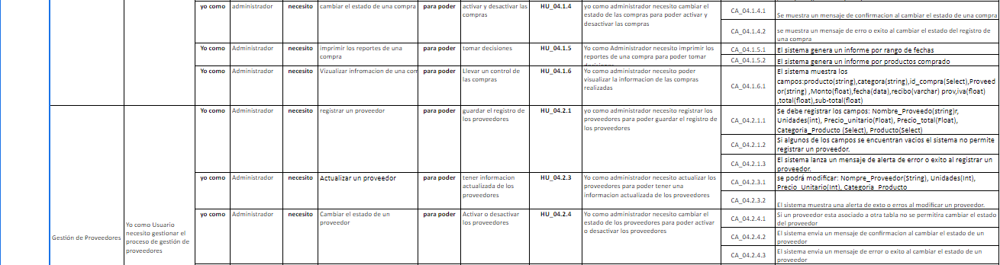 yo como administrador necesito cambiar el estado de una compra para poder activar y desactivar las
compras
HU_04.1.4 yo como administrador necesito cambiar el
estado de las compras para poder activar y
desactivar las compras
CA_04.1.4.1 Se muestra un mensaje de confirmacion al cambiar el estado de una compra
CA_04.1.4.2 se muestra un mensaje de erro o exito al cambiar el estado del registro de
una compra
Yo como Administrador necesito imprimir los reportes de una
compra
para poder tomar decisiones HU_04.1.5 Yo como Administrador necesito imprimir los
reportes de una compra para poder tomar
decisiones
CA_04.1.5.1 El sistema genera un informe por rango de fechas
CA_04.1.5.2 El sistema genera un informe por productos comprado
Yo como Administrador necesito Vizualizar infromacion de una com para poder Llevar un control de
las compras
HU_04.1.6 Yo como administrador necesito poder
visualizar la informacion de las compras
realizadas
CA_04.1.6.1 El sistema muestra los
campos:producto(string),categora(string),id_compra(Select),Proveed
or(string) ,Monto(float),fecha(data),recibo(varchar) prov,iva(float)
,total(float),sub-total(float)
Gestión de Proveedores
Yo como Usuario
necesito gestionar el
proceso de gestión de
proveedores
Yo como Administrador necesito registrar un proveedor para poder guardar el registro de
los proveedores
HU_04.2.1 yo como administrador necesito registrar los
proveedores para poder guardar el registro de
los proveedores
CA_04.2.1.1 Se debe registrar los campos: Nombre_Proveedo(string)r,
Unidades(int), Precio_unitario(Float), Precio_total(Float),
Categoria_Producto (Select), Producto(Select)
CA_04.2.1.2 Si algunos de los campos se encuentran vacios el sistema no permite
registrar un proveedor.
CA_04.2.1.3 El sistema lanza un mensaje de alerta de error o exito al registrar un
proveedor.
yo como Administrador necesito Actualizar un proveedor para poder tener informacion
actualizada de los
proveedores
HU_04.2.3 Yo como administrador necesito actualizar los
proveedores para poder tener una
informacion actualizada de los proveedores
CA_04.2.3.1 se podrá modificar: Nompre_Proveedor(String), Unidades(Int),
Precio_Unitario(Int), Categoria_Producto
CA_04.2.3.2 El sistema muestra una alerta de exto o erros al modificar un proveedor.
yo como Administrador necesito Cambiar el estado de un
proveedor
para poder Activar o desactivar
los proveedores
HU_04.2.4 Yo como administrador necesito cambiar el
estado de los proveedores para poder activar
o desactivar los proveedores
CA_04.2.4.1 Si un proveedor esta asociado a otra tabla no se permitira cambiar el estado
del proveedor
CA_04.2.4.2 El sistema envia un mensaje de confirmacion al cambiar el estado de un
proveedor
CA_04.2.4.3 El sistema envia un mensaje de error o exito al cambiar el estado de un
proveedor